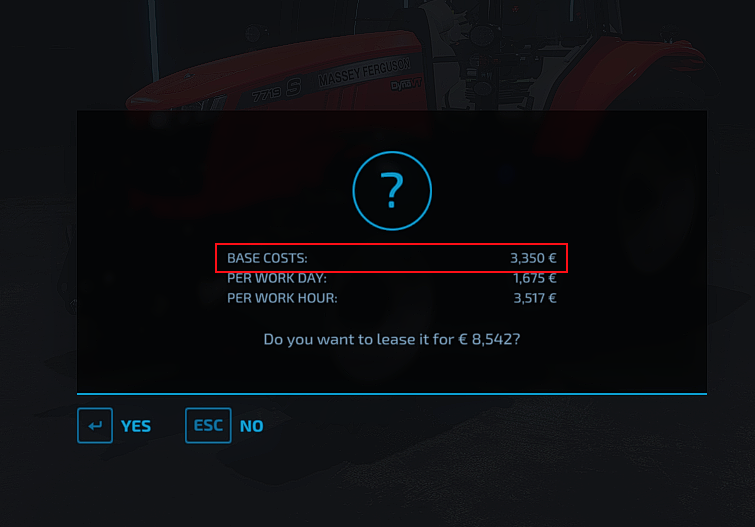 7719 S MASSEY FERGUSON
Dyna
?
BASE COSTS: 3,350 €
PER WORK DAY: 1,675 €
PER WORK HOUR: 3,517 €
Do you want to lease it for € 8,542?
↵ YES ESC NO